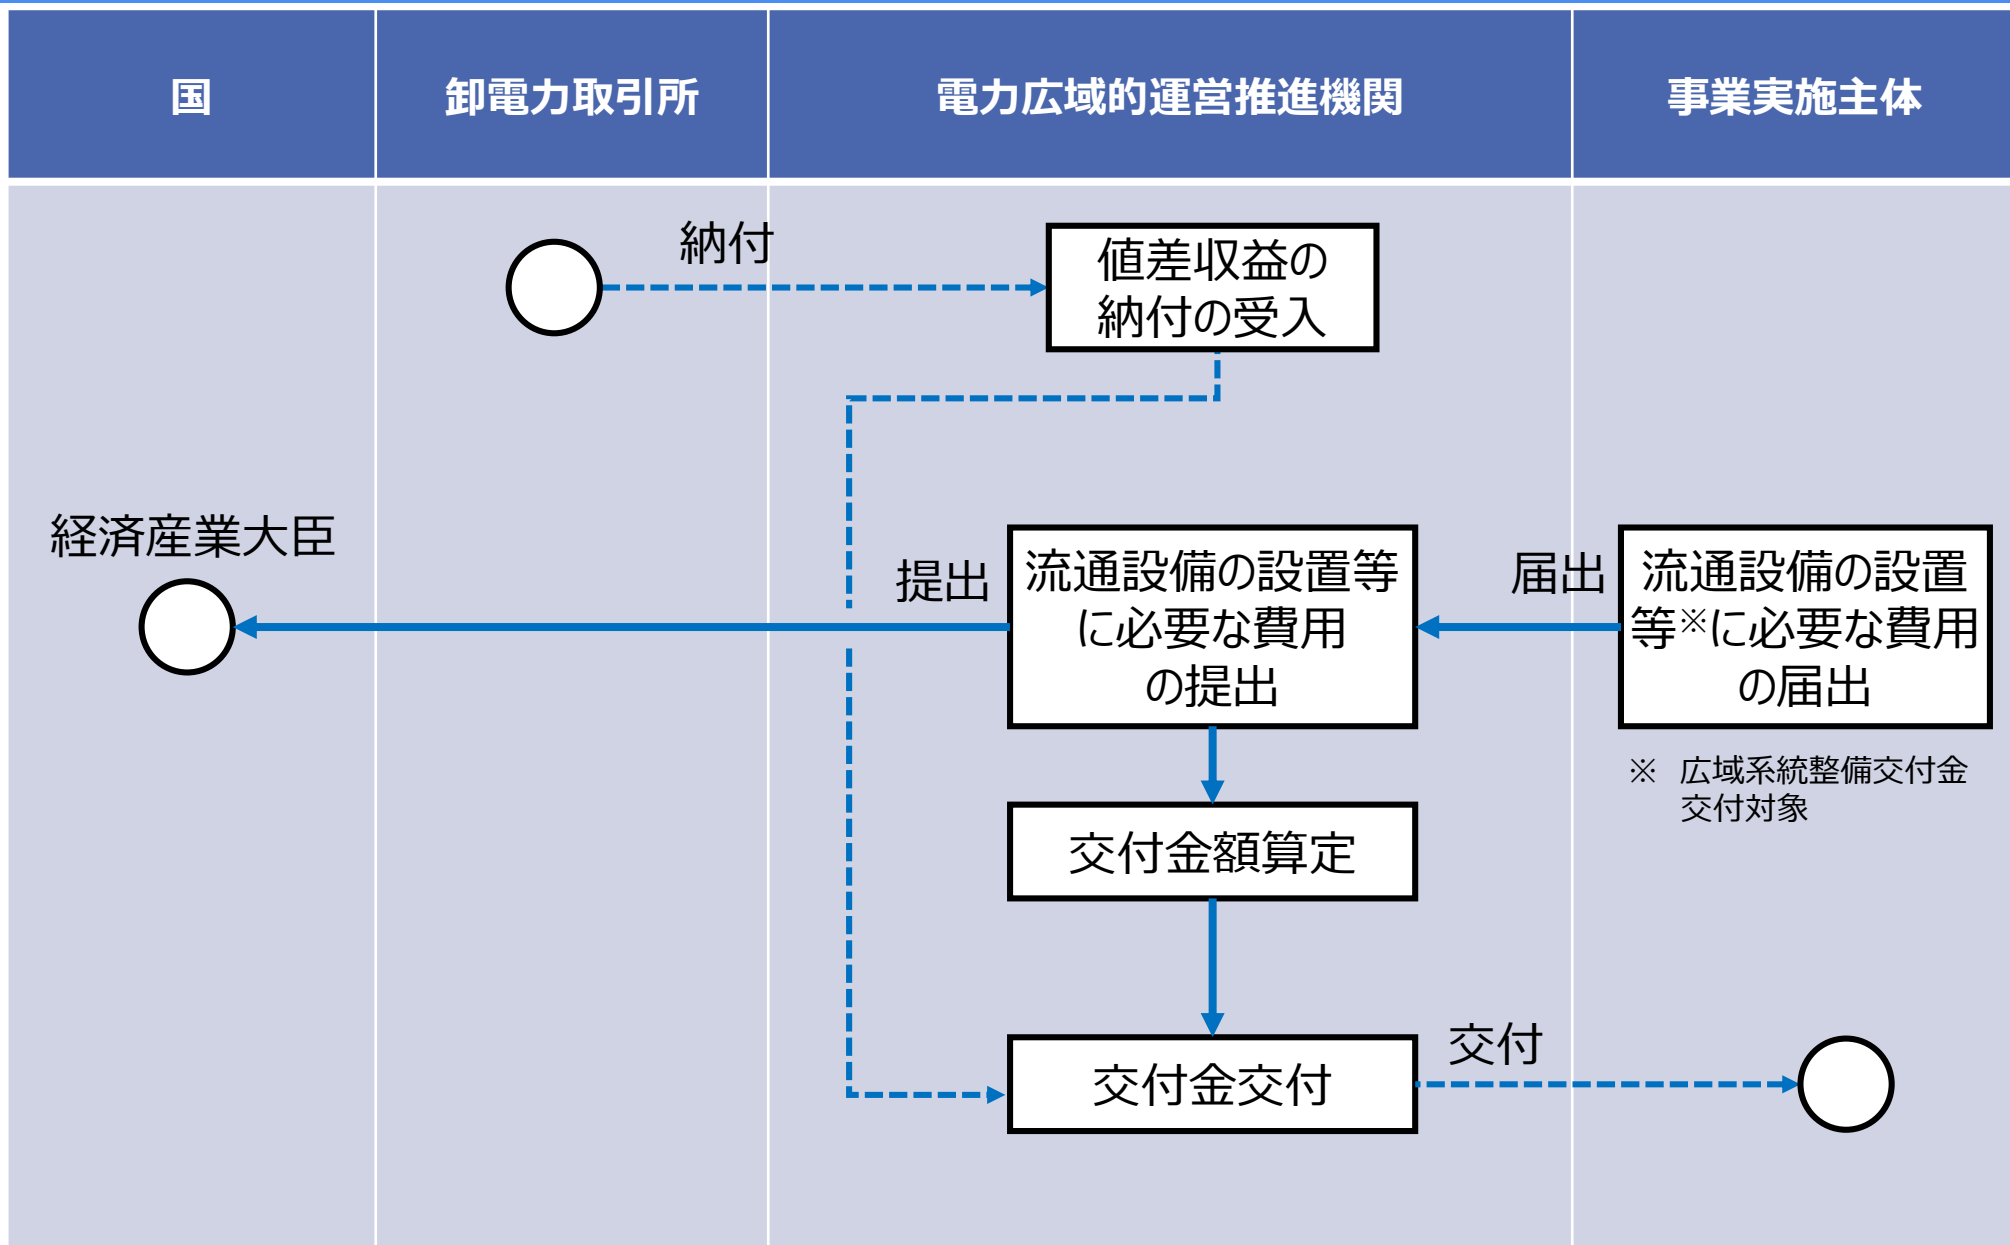 国
卸電力取引所
電力広域的運営推進機関
事業実施主体
納付
値差収益の
納付の受入
経済産業大臣
提出
流通設備の設置等
に必要な費用
の提出
届出
流通設備の設置
等※に必要な費用
の届出
※ 広域系統整備交付金
交付対象
交付金額算定
交付金交付
交付